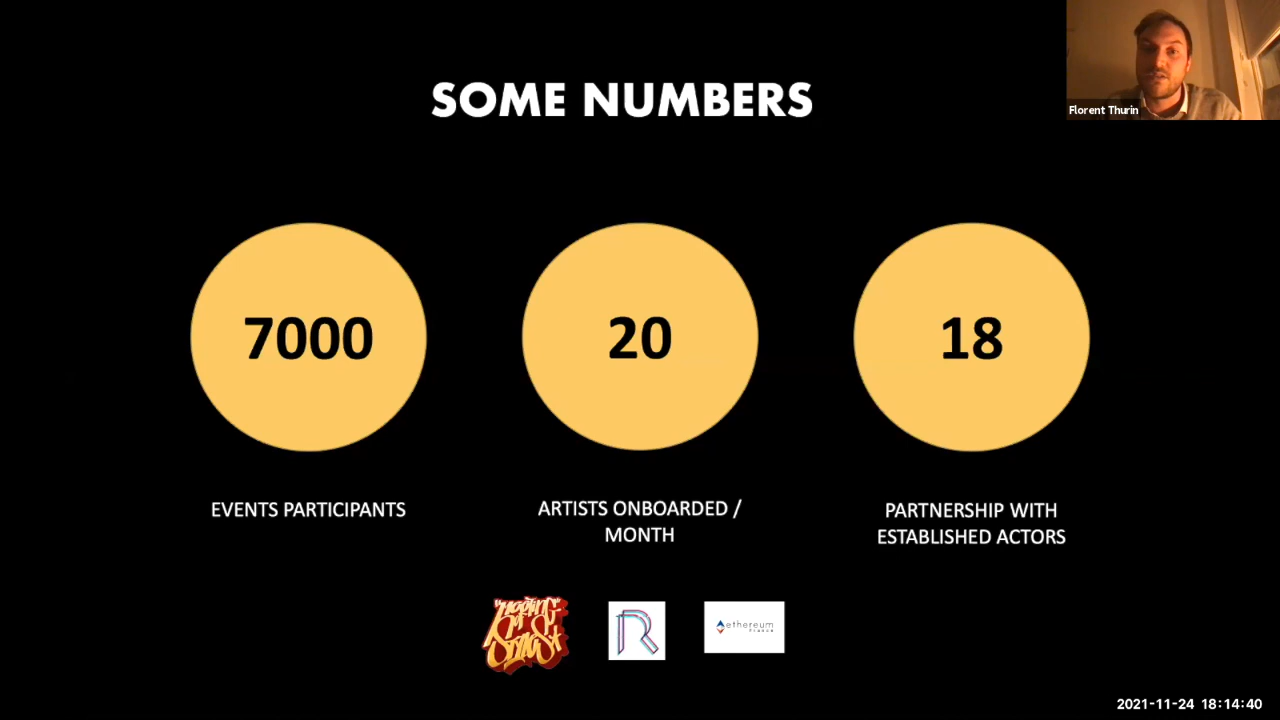 SOME NUMBERS
Florent Thurin
7000
20
18
EVENTS PARTICIPANTS
ARTISTS ONBOARDED /
MONTH
PARTNERSHIP WITH
ESTABLISHED ACTORS
R
ethereum
2021-11-24 18:14:40